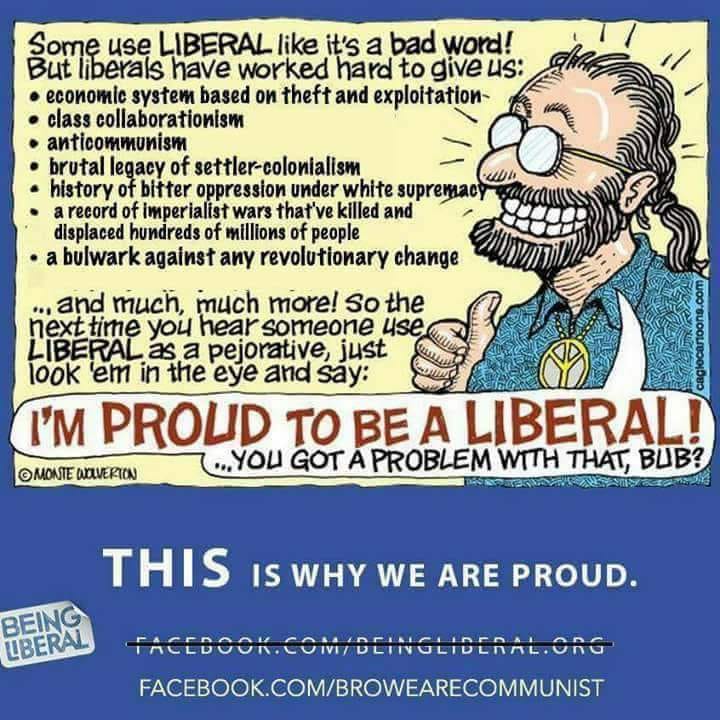 Some use LIBERAL like it's a bad word!
But liberals have worked hard to give us:
• economic system based on theft and exploitation
• class collaborationism
• anticommunism
• brutal legacy of settler-colonialism
• history of bitter oppression under white supremacy
• a record of imperialist wars that've killed and
displaced hundreds of millions of people
• a bulwark against any revolutionary change
... and much, much more! So the
next time you hear someone use
LIBERAL as a pejorative, just
look 'em in the eye and say:
I'M PROUD TO BE A LIBERAL!
...YOU GOT A PROBLEM WITH THAT, BUB?
© MONTE WOLVERTON
caglecartoons.com
THIS IS WHY WE ARE PROUD.
BEING
LIBERAL
FACEBOOK.COM/BEINGLIBERAL.ORG
FACEBOOK.COM/BROWEARECOMMUNIST